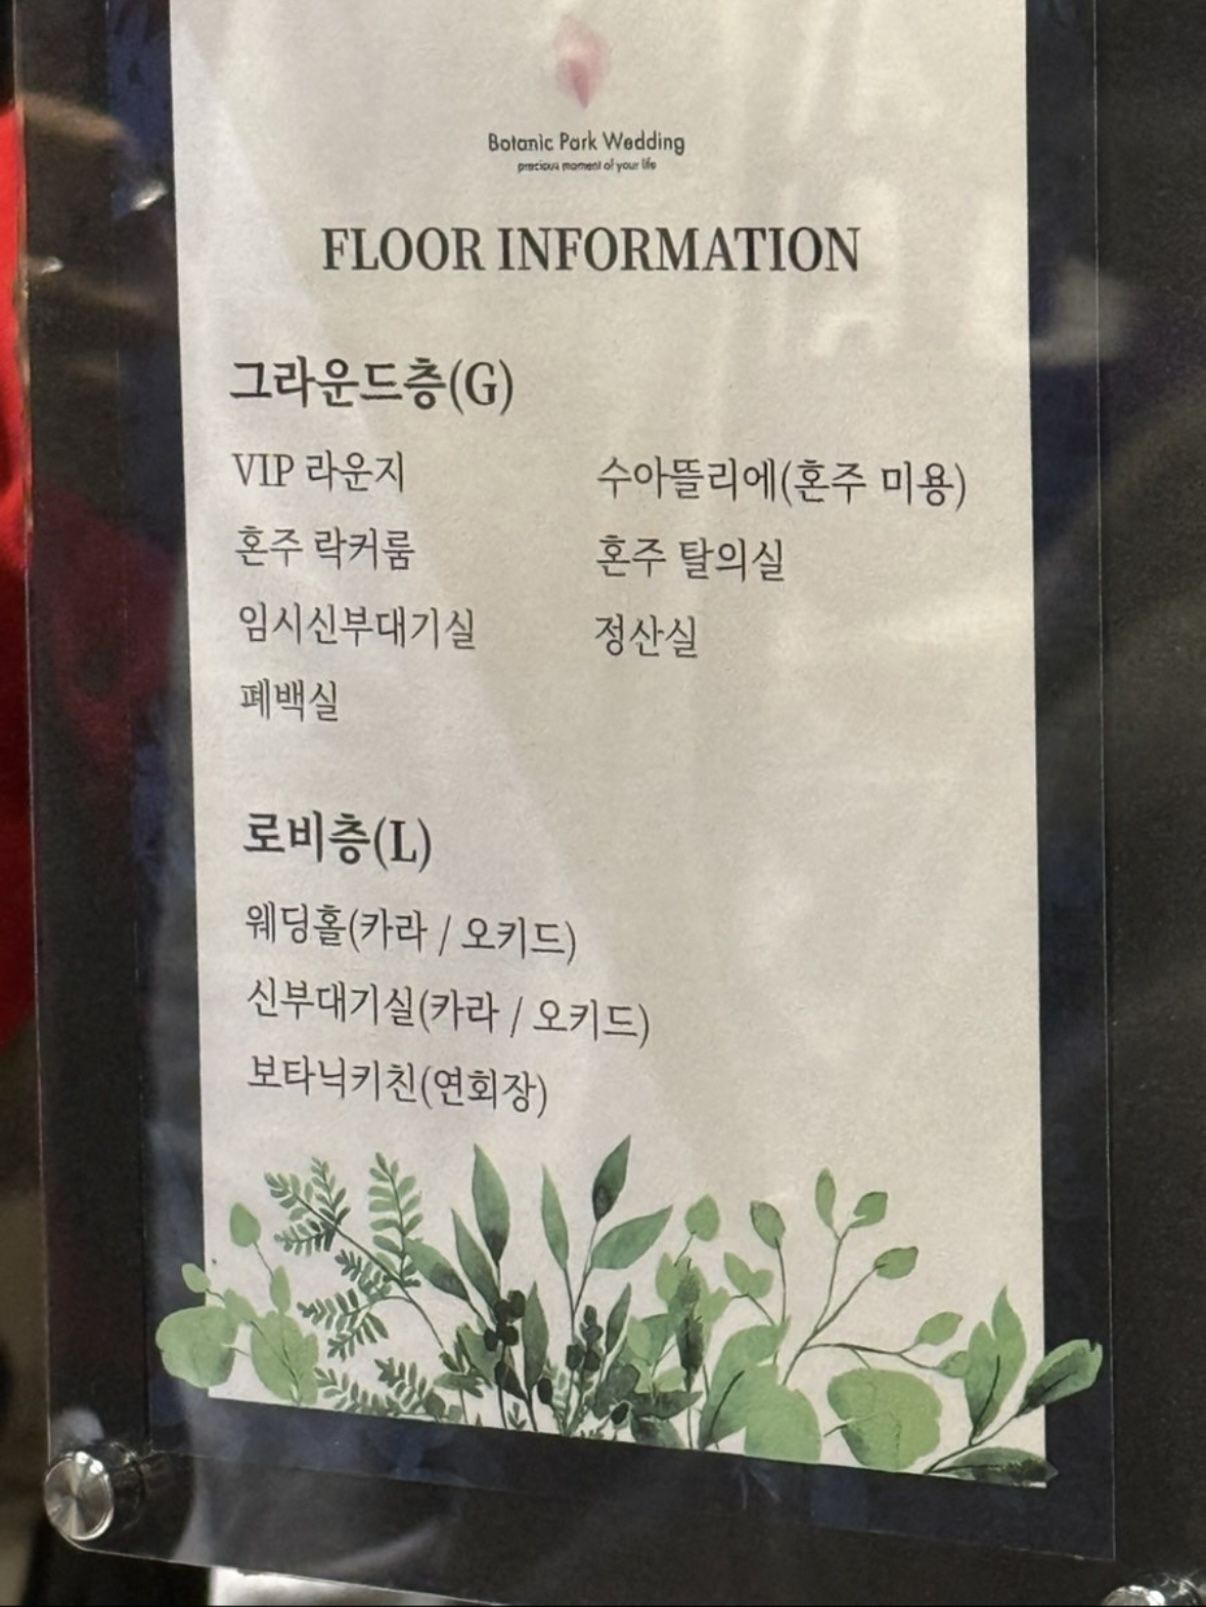 Botanic Park Wedding
precious moment of your life
FLOOR INFORMATION
그라운드층(G)
VIP 라운지
수아뜰리에(혼주 미용)
혼주 락커룸
혼주 탈의실
임시신부대기실
정산실
폐백실
로비층(L)
웨딩홀(카라 / 오키드)
신부대기실(카라 / 오키드)
보타닉키친(연회장)